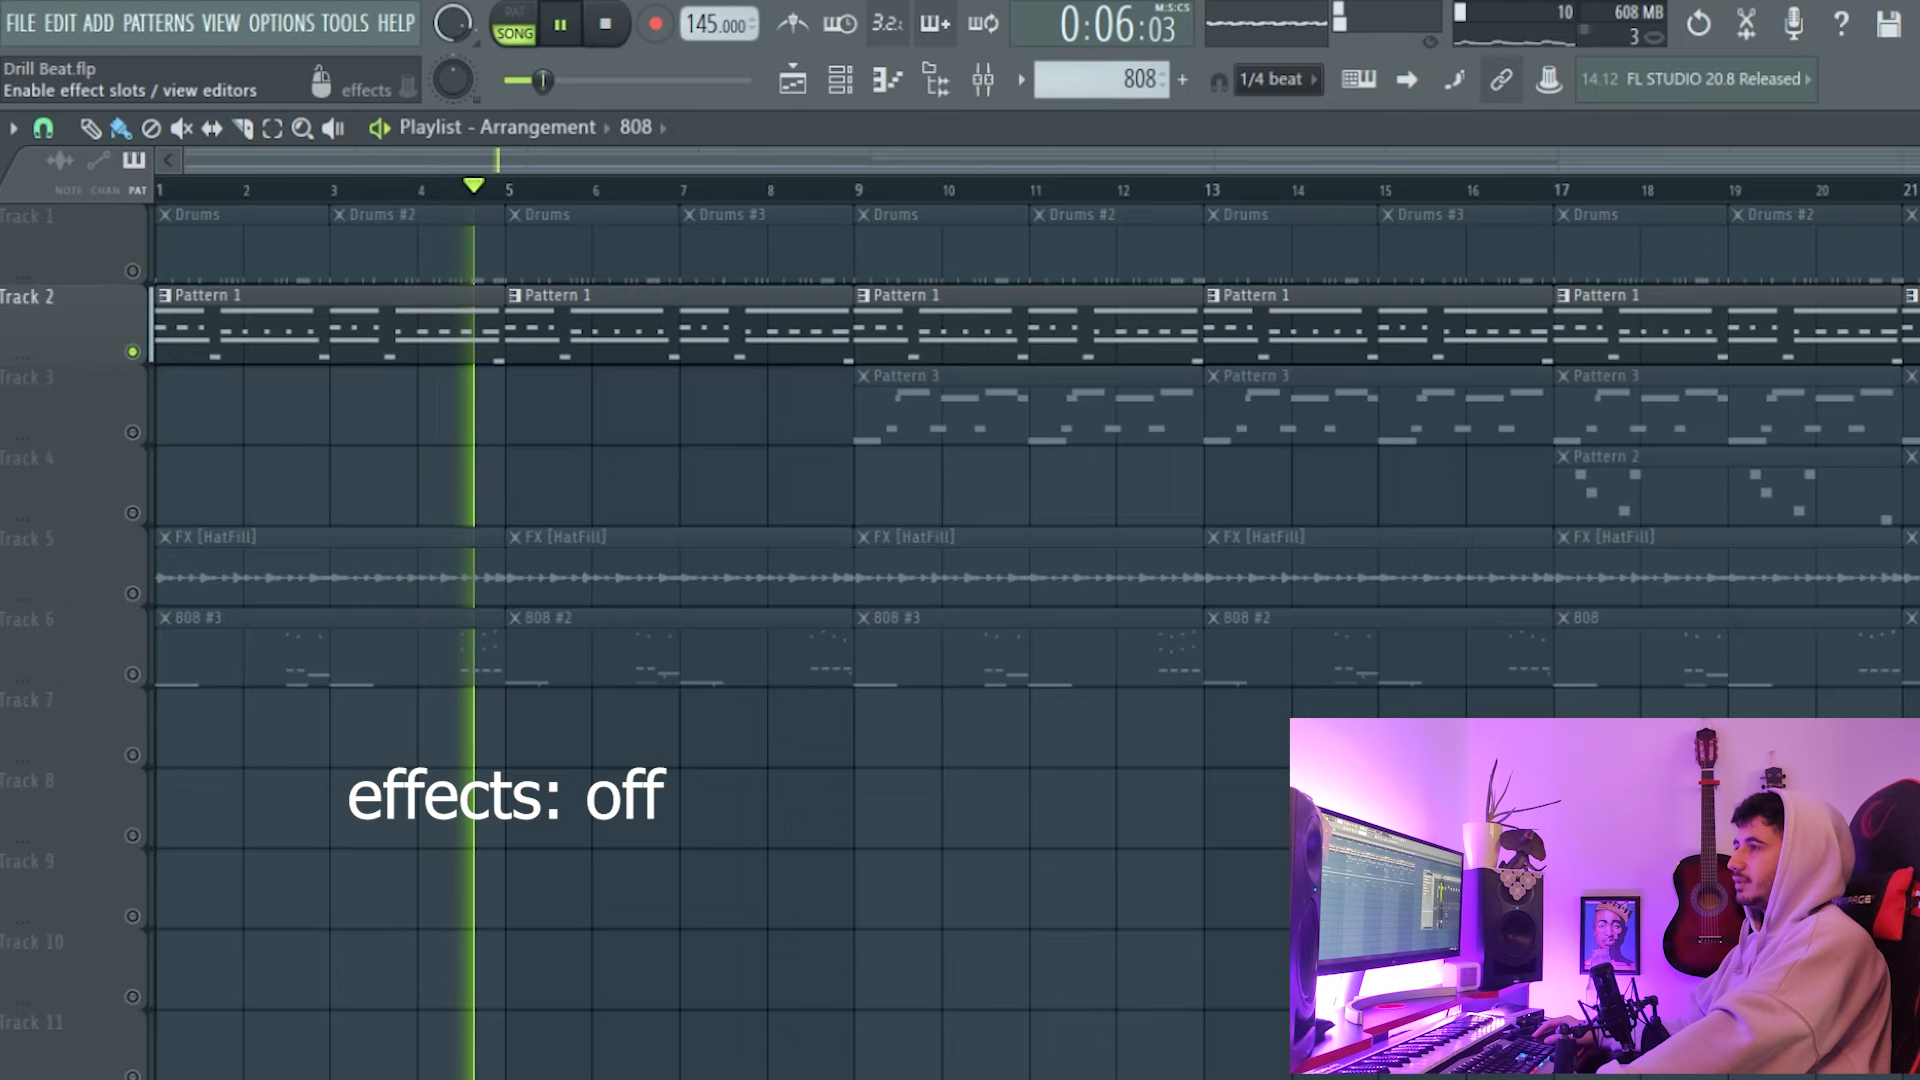 FILE EDIT ADD PATTERNS VIEW OPTIONS TOOLS HELP
PAT
SONG
145.000
3.2.
0:06:03
M:S:CS
10
608 MB
3
Drill Beat.flp
Enable effect slots / view editors
effects
808
1/4 beat
14.12 FL STUDIO 20.8 Released
Playlist - Arrangement
808
NOTE CHAN PAT
1 2 3 4 5 6 7 8 9 10 11 12 13 14 15 16 17 18 19 20 21
Track 1
Drums Drums #2 Drums Drums #3 Drums Drums #2 Drums Drums #3 Drums Drums #2
Track 2
Pattern 1 Pattern 1 Pattern 1 Pattern 1 Pattern 1
Track 3
Pattern 3 Pattern 3 Pattern 3
Track 4
Pattern 2
Track 5
FX [HatFill] FX [HatFill] FX [HatFill] FX [HatFill] FX [HatFill]
Track 6
808 #3 808 #2 808 #3 808 #2 808
Track 7
Track 8
effects: off
Track 9
Track 10
Track 11